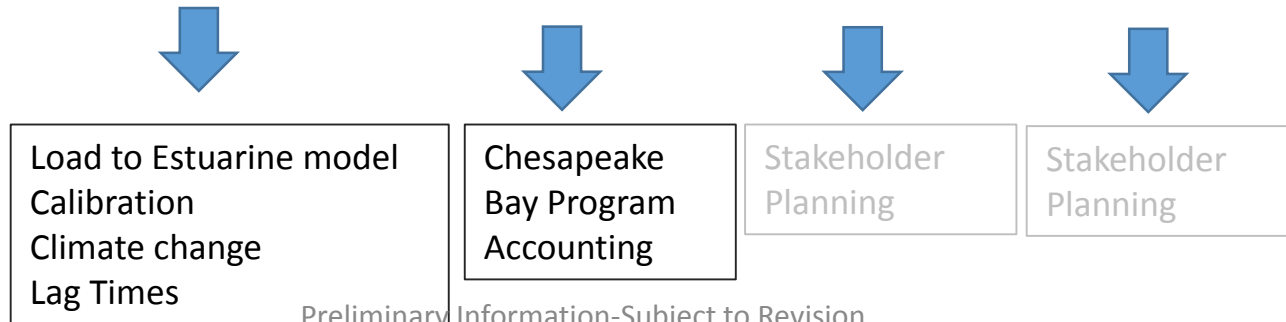 Load to Estuarine model
Calibration
Climate change
Lag Times
Chesapeake
Bay Program
Accounting
Stakeholder
Planning
Stakeholder
Planning
Preliminary Information-Subject to Revision